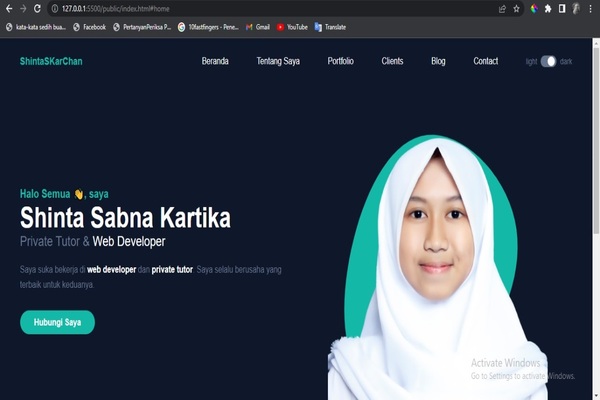 127.0.0.1:5500/public/index.html#home
kata-kata sedih bua... Facebook PertanyanPeriksa P... 10fastfingers - Pene... Gmail YouTube Translate
ShintaSKarChan Beranda Tentang Saya Portfolio Clients Blog Contact light dark
Halo Semua 👋, saya
Shinta Sabna Kartika
Private Tutor & Web Developer
Saya suka bekerja di web developer dan private tutor Saya selalu berusaha yang
terbaik untuk keduanya.
Hubungi Saya
Activate Windows
Go to Settings to activate Windows.